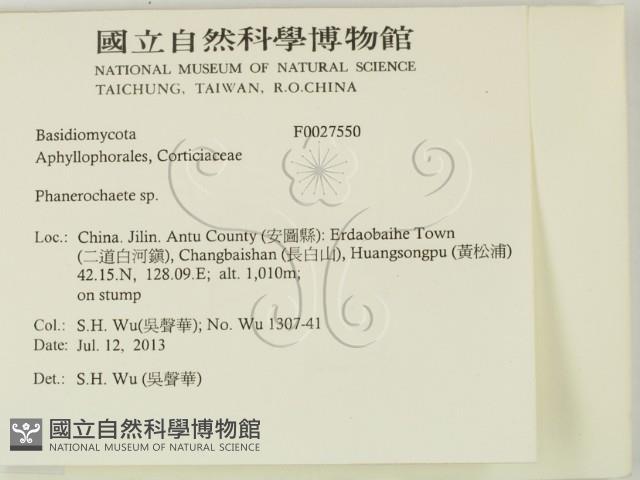 國立自然科學博物館
NATIONAL MUSEUM OF NATURAL SCIENCE
TAICHUNG, TAIWAN, R.O.CHINA
Basidiomycota F0027550
Aphyllophorales, Corticiaceae
Phanerochaete sp.
Loc.: China. Jilin. Antu County (安圖縣): Erdaobaihe Town
(二道白河鎮), Changbaishan (長白山), Huangsongpu (黃松浦)
42.15.N, 128.09.E; alt. 1,010m;
on stump
Col.: S.H. Wu(吳聲華); No. Wu 1307-41
Date: Jul. 12, 2013
Det.: S.H. Wu (吳聲華)
國立自然科學博物館
NATIONAL MUSEUM OF NATURAL SCIENCE